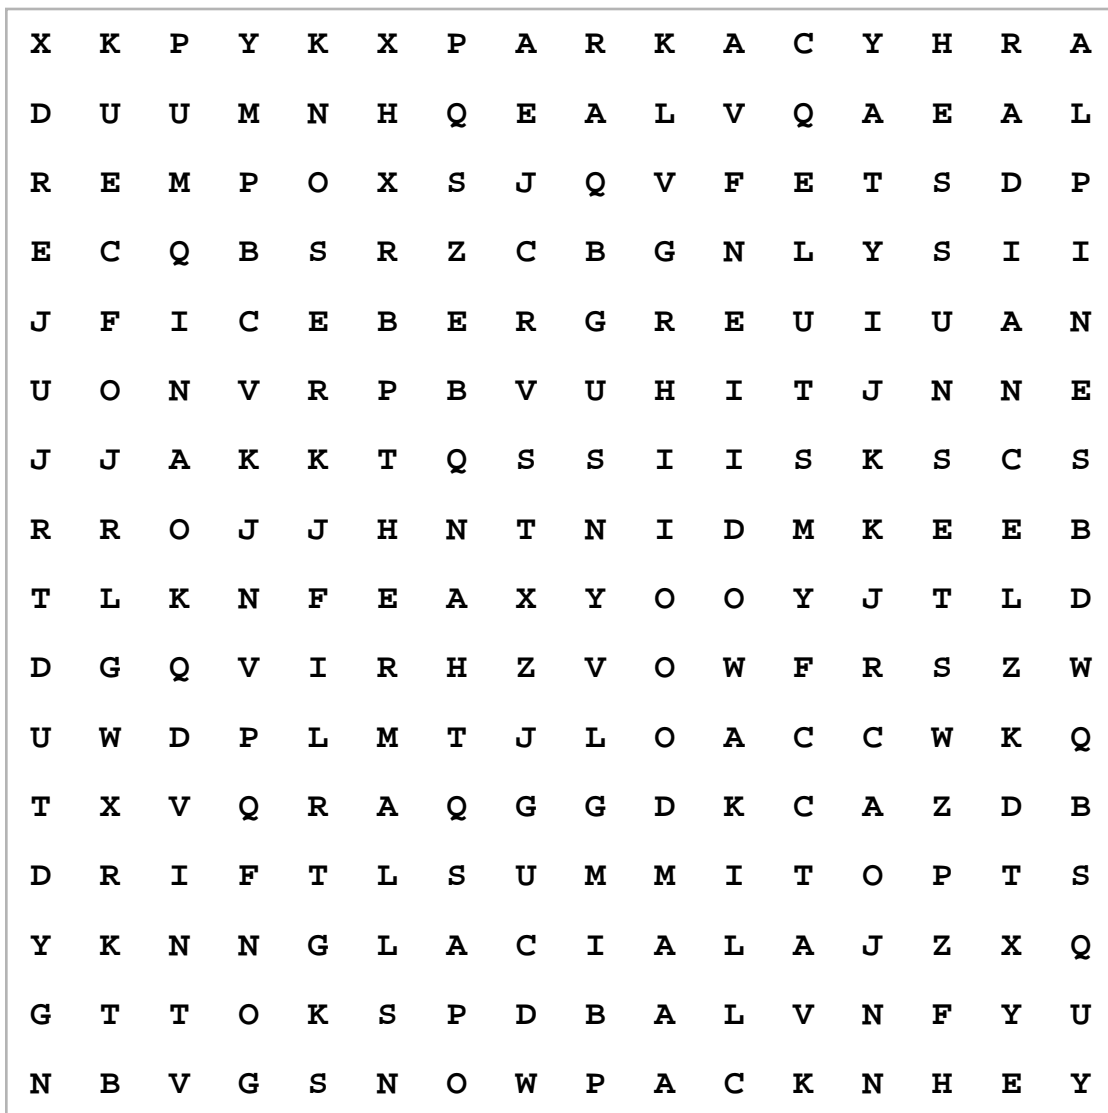 X K P Y K X P A R K A C Y H R A
D U U M N H Q E A L V Q A E A L
R E M P O X S J Q V F E T S D P
E C Q B S R Z C B G N L Y S I I
J F I C E B E R G R E U I U A N
U O N V R P B V U H I T J N N E
J J A K K T Q S S I I S K S C S
R R O J J H N T N I D M K E E B
T L K N F E A X Y O O Y J T L D
D G Q V I R H Z V O W F R S Z W
U W D P L M T J L O A C C W K Q
T X V Q R A Q G G D K C A Z D B
D R I F T L S U M M I T O P T S
Y K N N G L A C I A L A J Z X Q
G T T O K S P D B A L V N F Y U
N B V G S N O W P A C K N H E Y